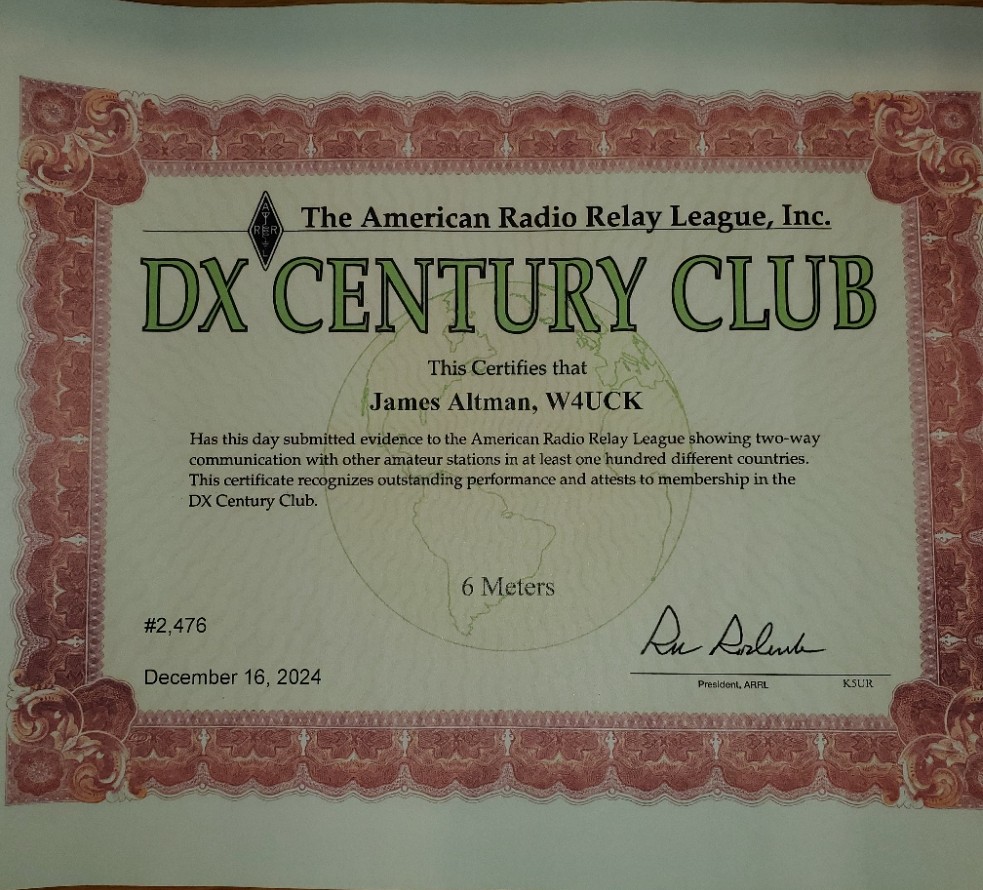 The American Radio Relay League, Inc.
DX CENTURY CLUB
This Certifies that
James Altman, W4UCK
Has this day submitted evidence to the American Radio Relay League showing two-way
communication with other amateur stations in at least one hundred different countries.
This certificate recognizes outstanding performance and attests to membership in the
DX Century Club.
6 Meters
#2,476
December 16, 2024
President, ARRL K5UR